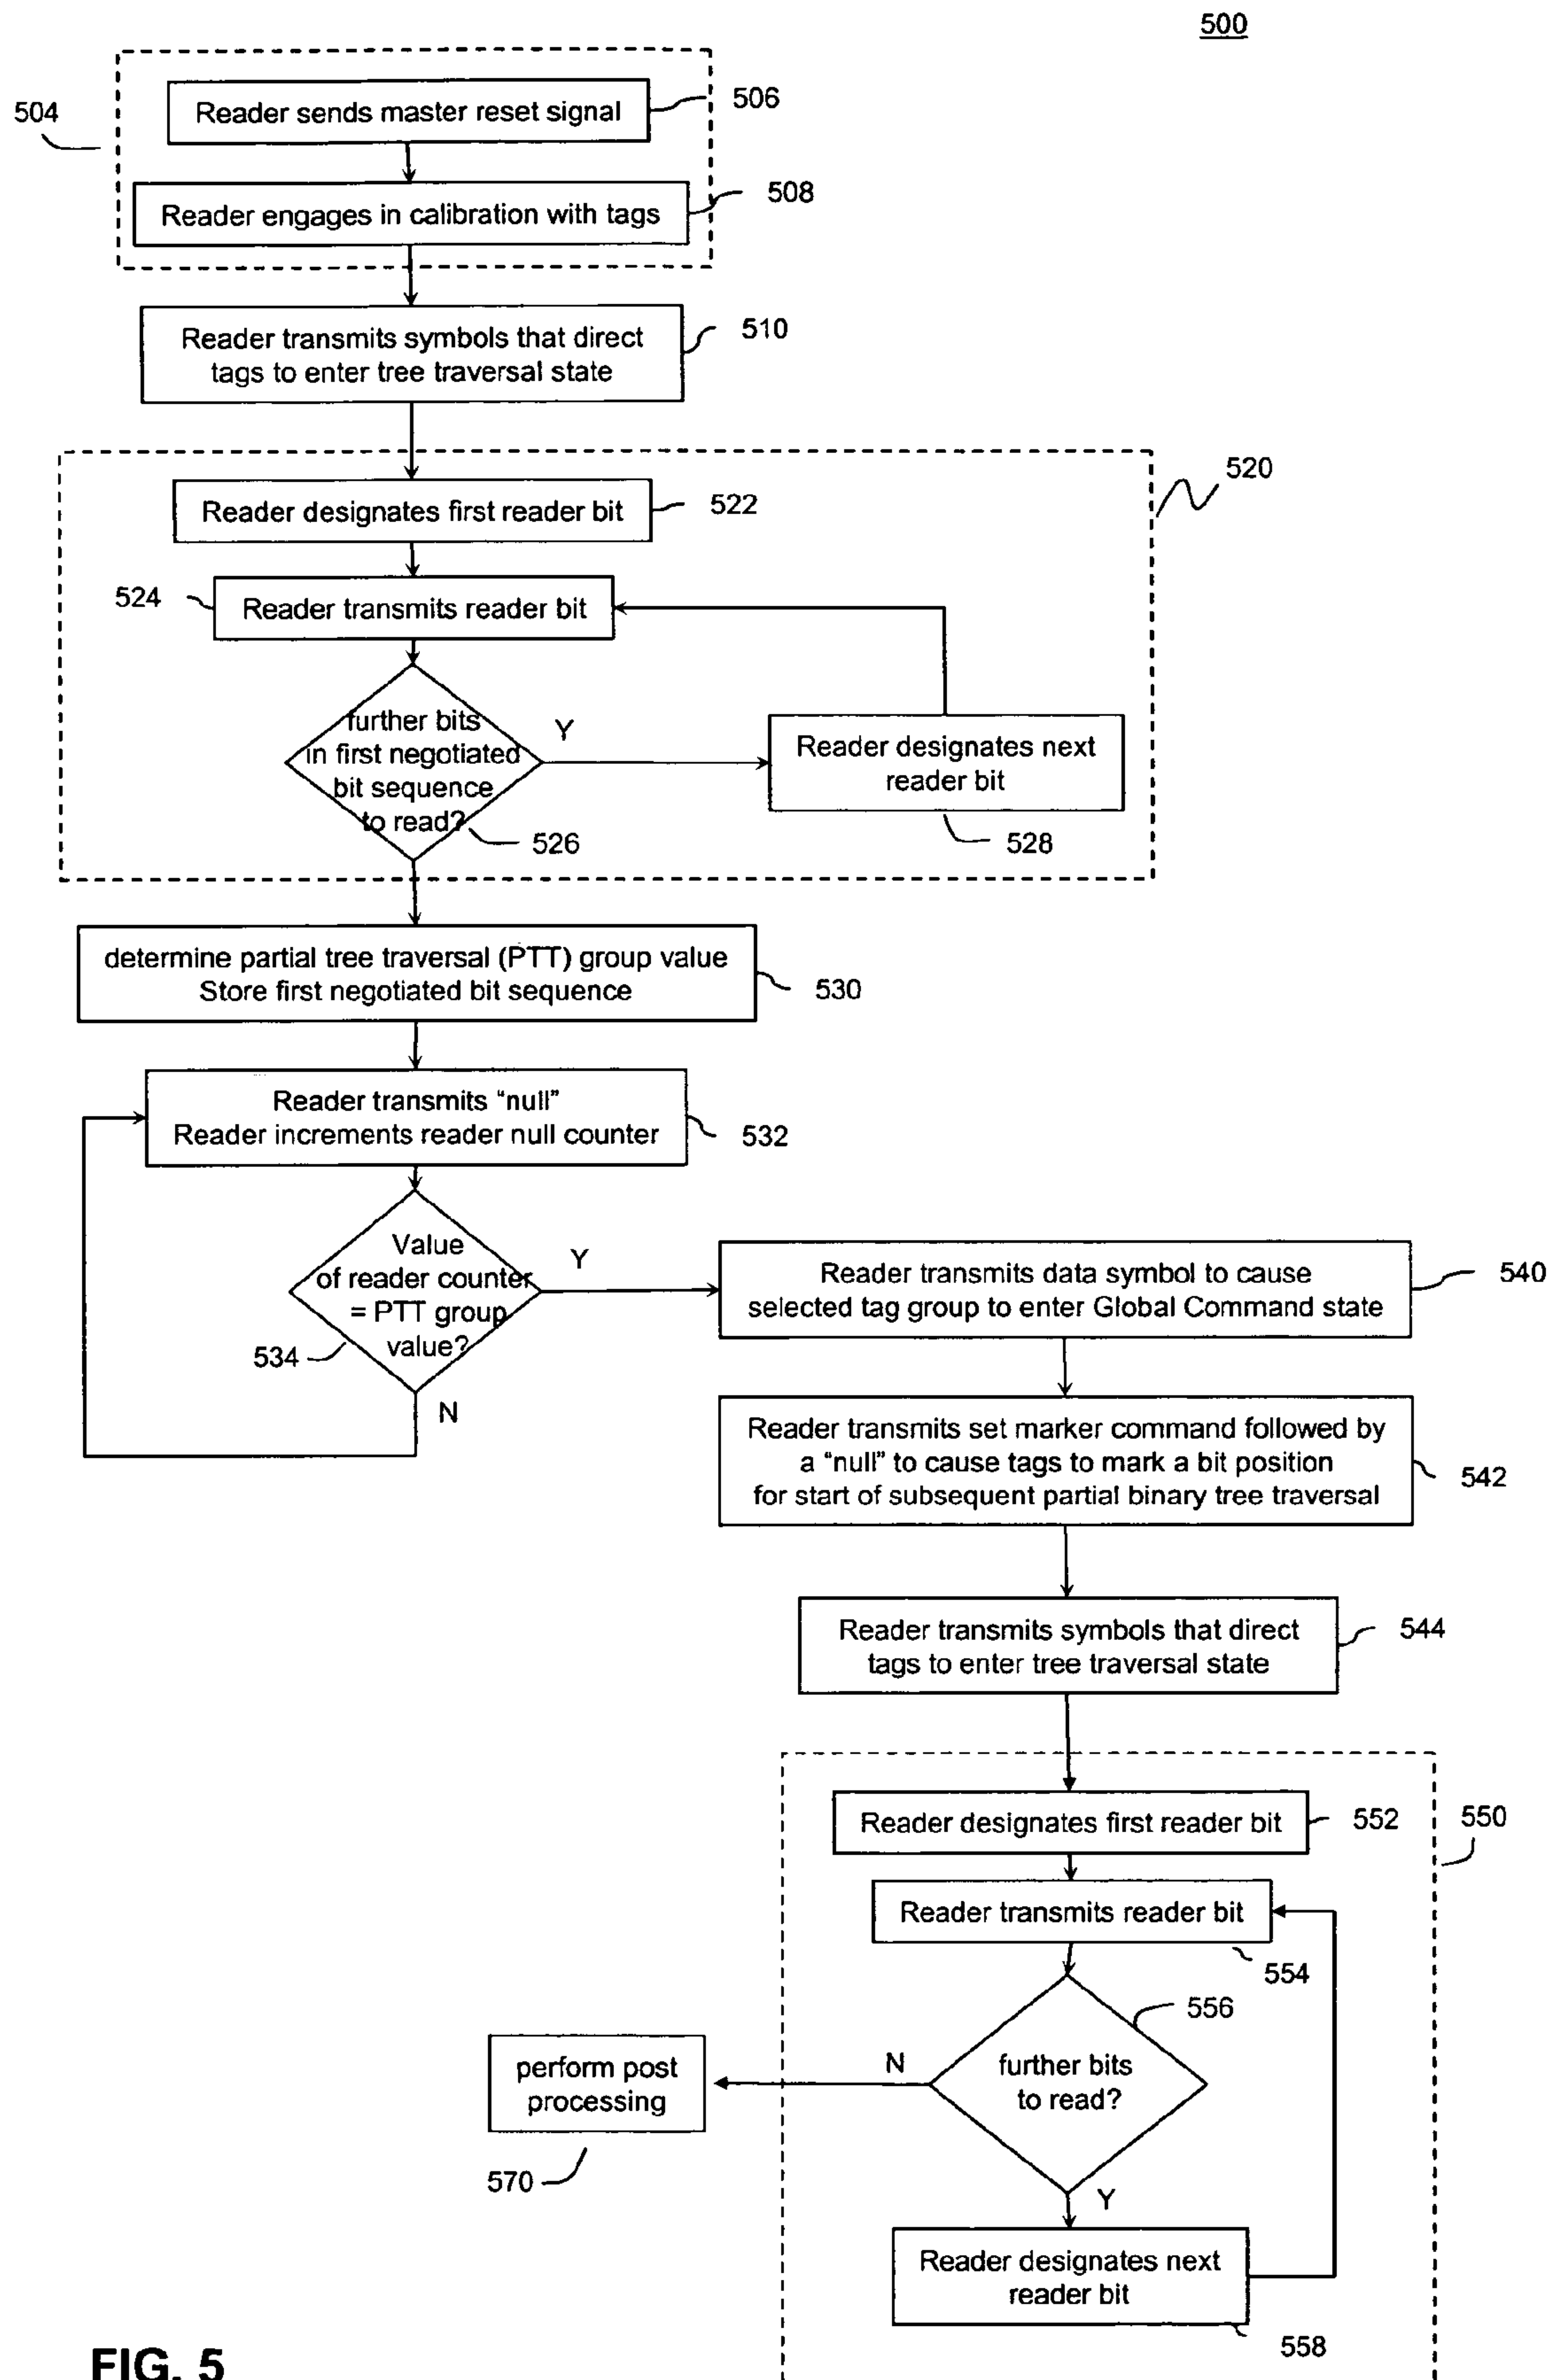 500
504
Reader sends master reset signal
506
Reader engages in calibration with tags
508
Reader transmits symbols that direct
tags to enter tree traversal state
510
520
Reader designates first reader bit
522
524
Reader transmits reader bit
further bits
in first negotiated
bit sequence
to read?
526
Y
Reader designates next
reader bit
528
determine partial tree traversal (PTT) group value
Store first negotiated bit sequence
530
Reader transmits "null"
Reader increments reader null counter
532
Value
of reader counter
= PTT group
value?
534
Y
N
Reader transmits data symbol to cause
selected tag group to enter Global Command state
540
Reader transmits set marker command followed by
a "null" to cause tags to mark a bit position
for start of subsequent partial binary tree traversal
542
Reader transmits symbols that direct
tags to enter tree traversal state
544
550
Reader designates first reader bit
552
Reader transmits reader bit
554
556
further bits
to read?
N
perform post
processing
570
Y
Reader designates next
reader bit
558
FIG. 5